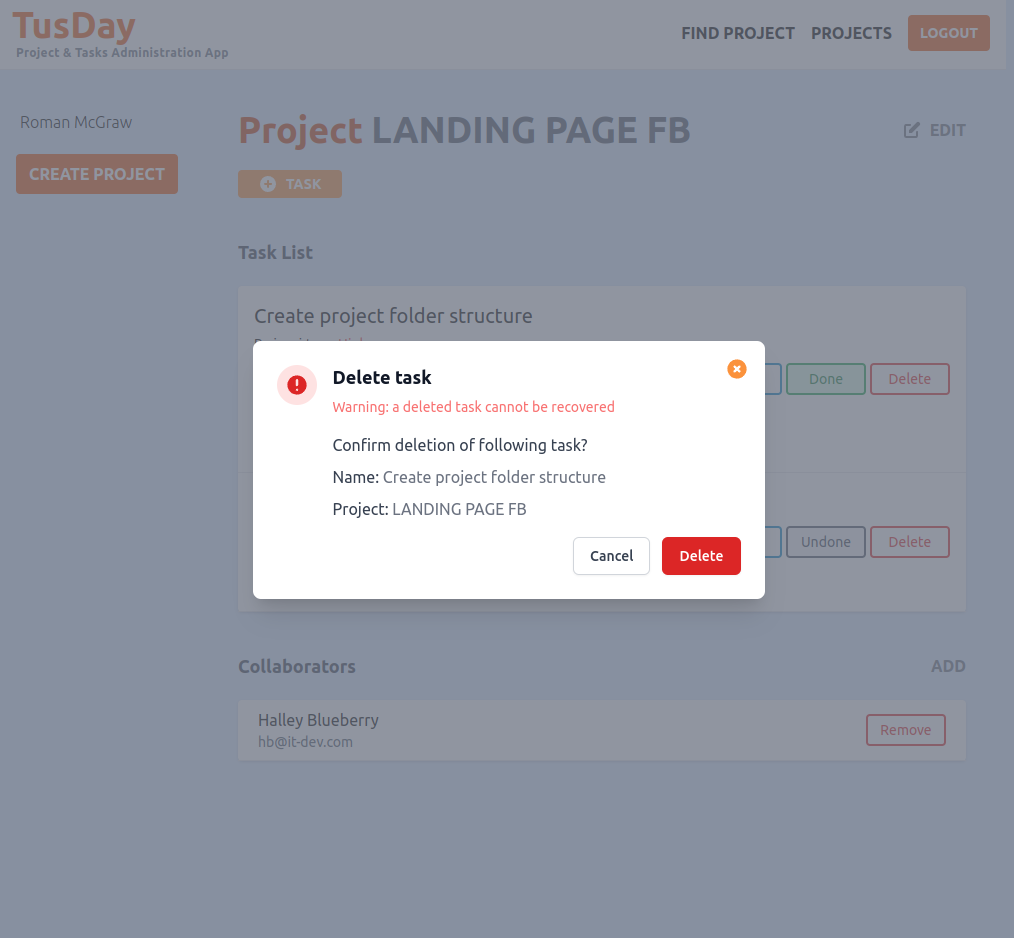 TusDay
Project & Tasks Administration App
FIND PROJECT
PROJECTS
LOGOUT
Roman McGraw
CREATE PROJECT
Project LANDING PAGE FB
EDIT
TASK
Task List
Create project folder structure
Done
Delete
Delete task
Warning: a deleted task cannot be recovered
Confirm deletion of following task?
Name: Create project folder structure
Project: LANDING PAGE FB
Cancel
Delete
Undone
Delete
Collaborators
ADD
Halley Blueberry
hb@it-dev.com
Remove